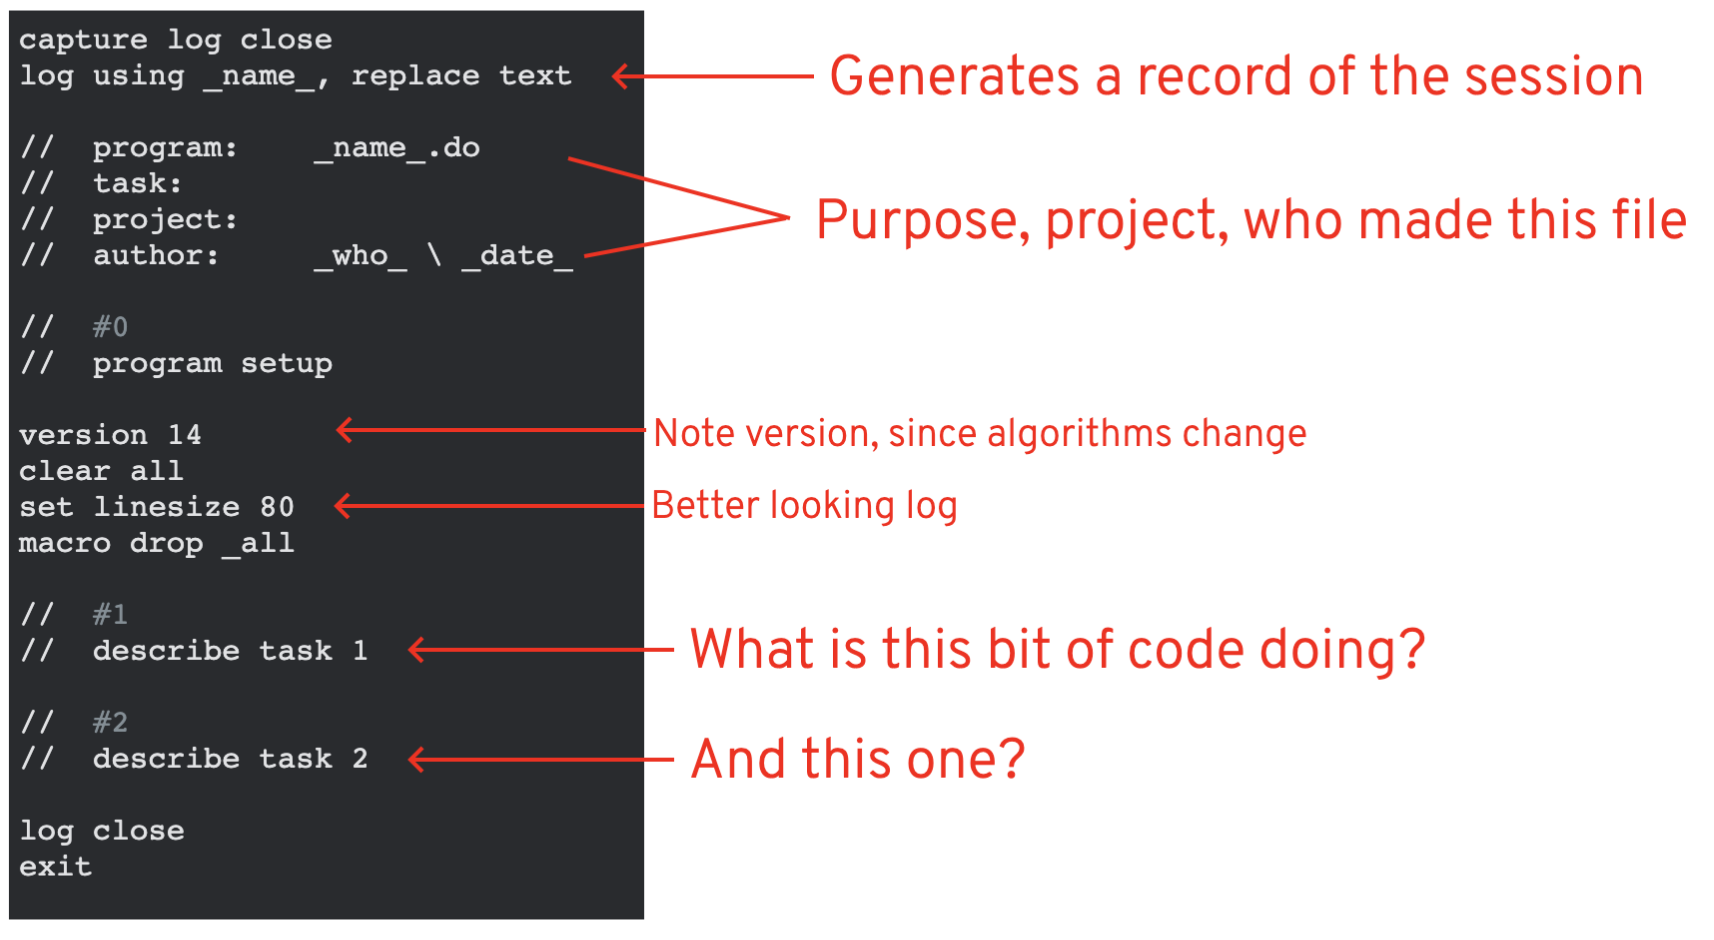 capture log close
log using _name_, replace text
Generates a record of the session
// program: _name_.do
// task:
// project:
// author: _who_ \ _date_
Purpose, project, who made this file
// #0
// program setup
version 14
Note version, since algorithms change
clear all
set linesize 80
Better looking log
macro drop _all
// #1
// describe task 1
What is this bit of code doing?
// #2
// describe task 2
And this one?
log close
exit